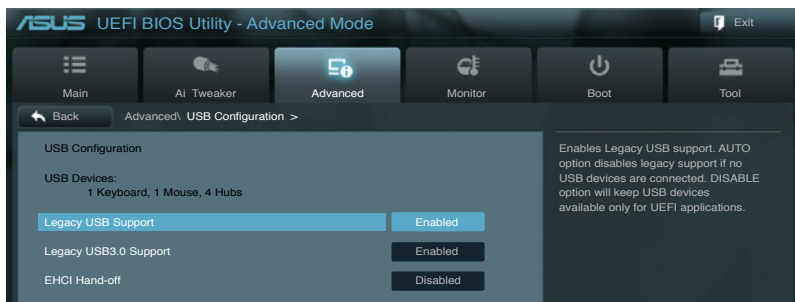 ASUS UEFI BIOS Utility - Advanced Mode
Exit
Main
Ai Tweaker
Advanced
Monitor
Boot
Tool
Back
Advanced\ USB Configuration >
USB Configuration
USB Devices:
1 Keyboard, 1 Mouse, 4 Hubs
Legacy USB Support Enabled
Legacy USB3.0 Support Enabled
EHCI Hand-off Disabled
Enables Legacy USB support. AUTO
option disables legacy support if no
USB devices are connected. DISABLE
option will keep USB devices
available only for UEFI applications.